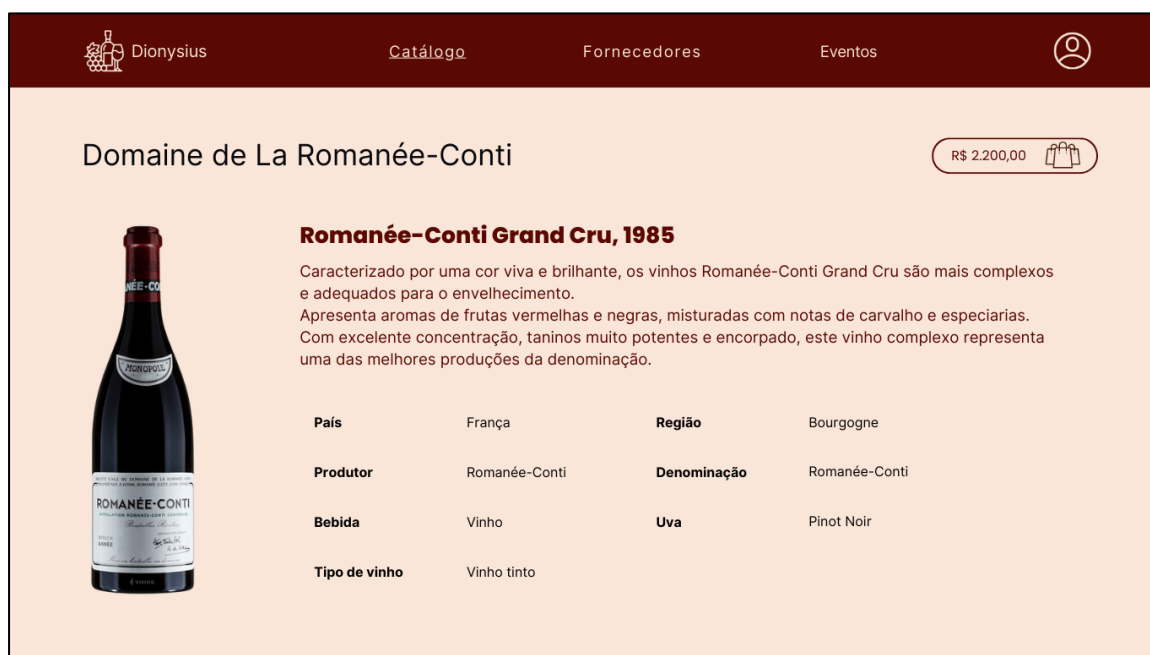 Dionysius
Catálogo
Fornecedores
Eventos
Domaine de La Romanée-Conti
R$ 2.200,00
Romanée-Conti Grand Cru, 1985
Caracterizado por uma cor viva e brilhante, os vinhos Romanée-Conti Grand Cru são mais complexos
e adequados para o envelhecimento.
Apresenta aromas de frutas vermelhas e negras, misturadas com notas de carvalho e especiarias.
Com excelente concentração, taninos muito potentes e encorpado, este vinho complexo representa
uma das melhores produções da denominação.
País França Região Bourgogne
Produtor Romanée-Conti Denominação Romanée-Conti
Bebida Vinho Uva Pinot Noir
Tipo de vinho Vinho tinto
NÉE-CO
MONOPOLE
ROMANÉE-CONTI
ANNÉE
VIVINO